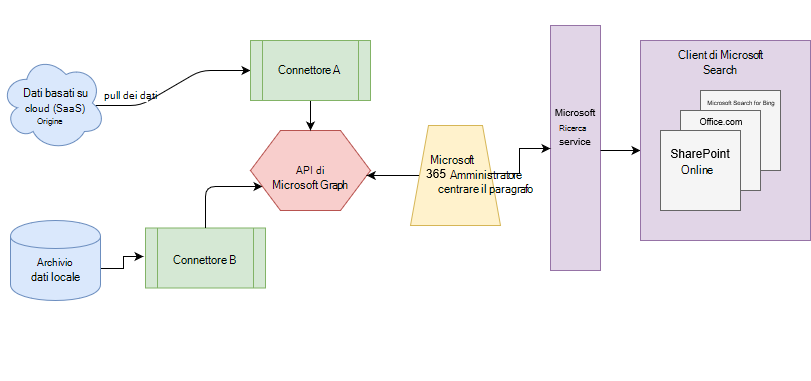 Dati basati su
cloud (SaaS)
Origine
pull dei dati
Connettore A
API di
Microsoft Graph
Archivio
dati locale
Connettore B
Microsoft
365 Amministratore
centrare il paragrafo
Microsoft
Ricerca
service
Client di Microsoft
Search
Microsoft Search for Bing
Office.com
SharePoint
Online